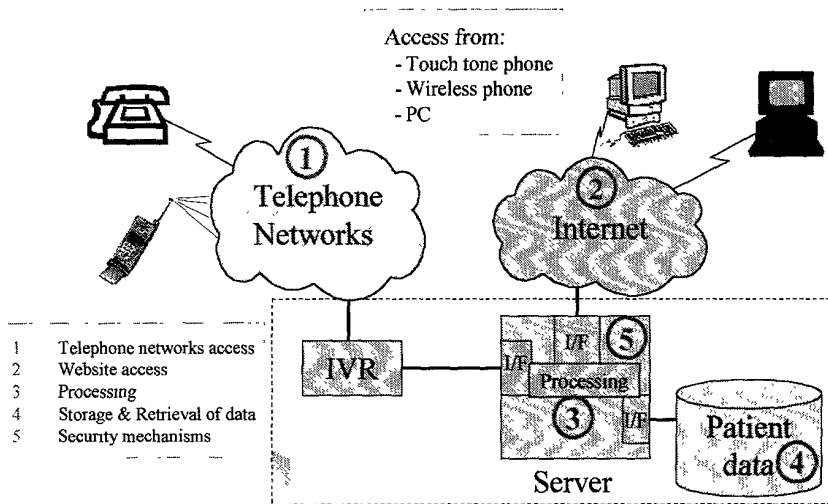 Access from:
- Touch tone phone
- Wireless phone
- PC
1
Telephone
Networks
2
Internet
1 Telephone networks access
2 Website access
3 Processing
4 Storage & Retrieval of data
5 Security mechanisms
IVR
I/F
5
I/F
Processing
3
I/F
Patient
data 4
Server